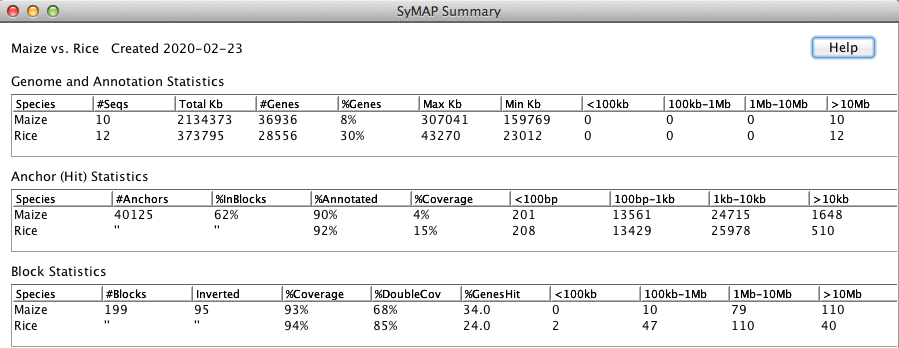 SyMAP Summary
Maize vs. Rice Created 2020-02-23 Help
Genome and Annotation Statistics
Species #Seqs Total Kb #Genes %Genes Max Kb Min Kb <100kb 100kb-1Mb 1Mb-10Mb >10Mb
Maize 10 2134373 36936 8% 307041 159769 0 0 0 10
Rice 12 373795 28556 30% 43270 23012 0 0 0 12
Anchor (Hit) Statistics
Species #Anchors %InBlocks %Annotated %Coverage <100bp 100bp-1kb 1kb-10kb >10kb
Maize 40125 62% 90% 4% 201 13561 24715 1648
Rice " " 92% 15% 208 13429 25978 510
Block Statistics
Species #Blocks Inverted %Coverage %DoubleCov %GenesHit <100kb 100kb-1Mb 1Mb-10Mb >10Mb
Maize 199 95 93% 68% 34.0 0 10 79 110
Rice " " 94% 85% 24.0 2 47 110 40